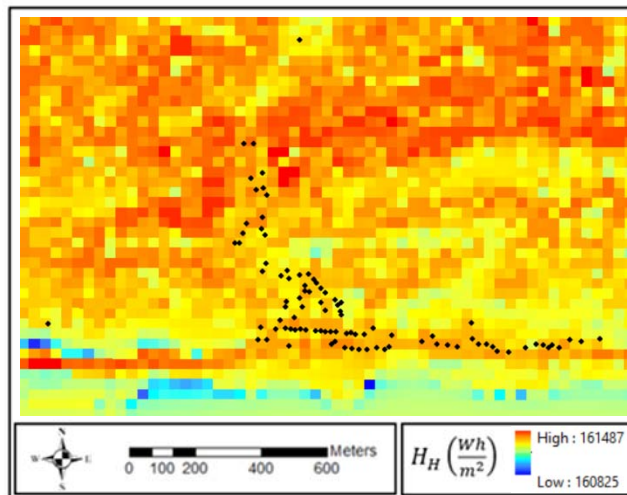 N
W E
S
Meters
0 100 200 400 600
H_H (Wh/m²)
High : 161487
Low : 160825